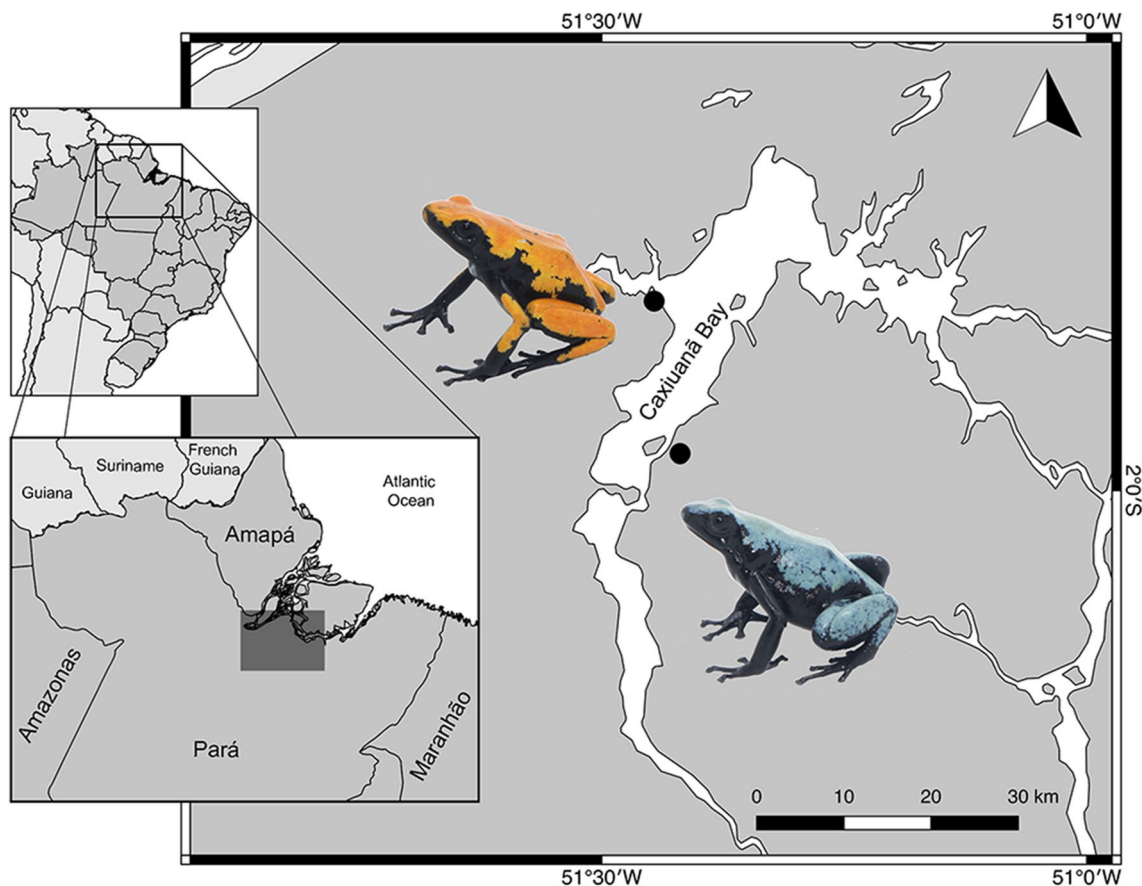 51°30′W
51°0′W
Caxiuanã Bay
Guiana
Suriname
French
Guiana
Atlantic
Ocean
Amapá
Amazonas
Pará
Maranhão
2°0′S
0
10
20
30 km
51°30′W
51°0′W